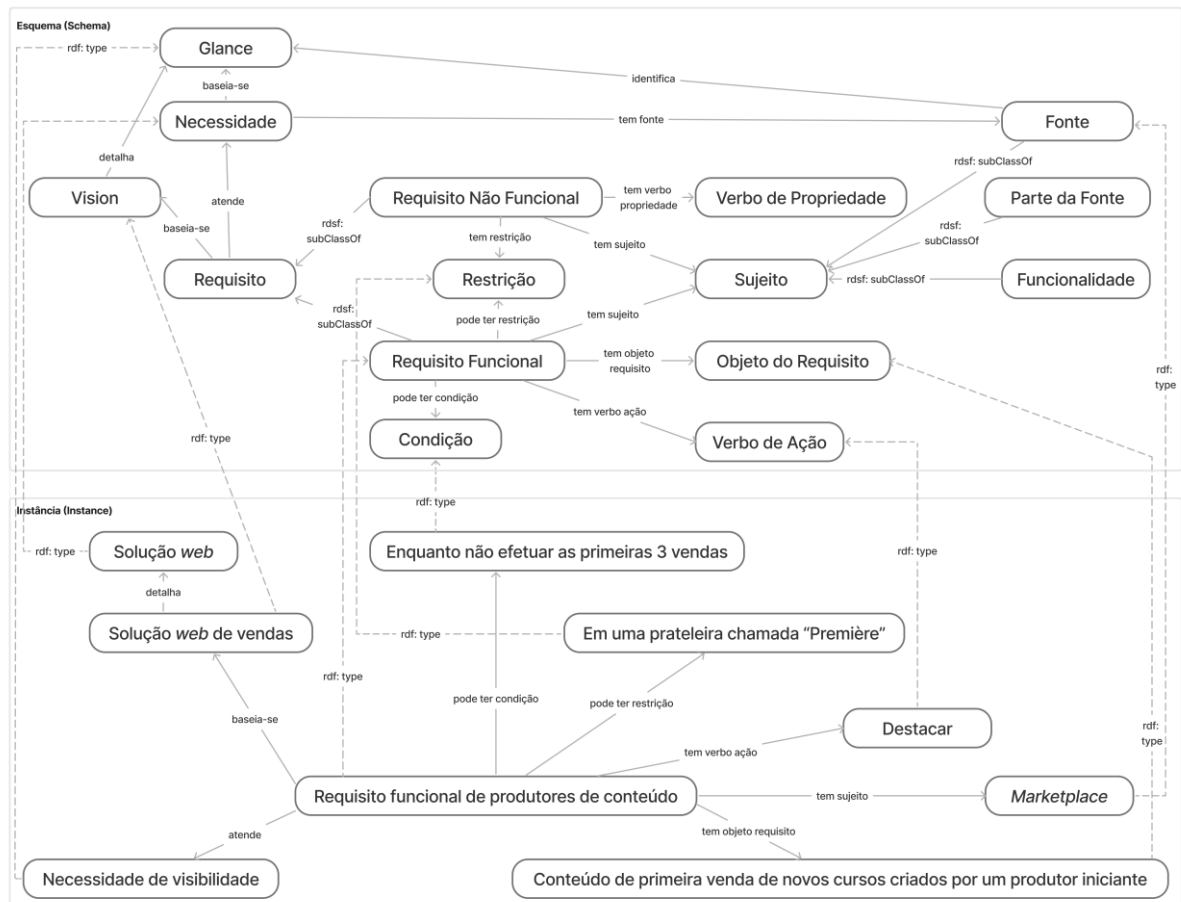 Esquema (Schema)
rdf: type
Glance
identifica
baseia-se
Necessidade
tem fonte
Fonte
detalha
rdsf: subClassOf
Vision
atende
Requisito Não Funcional
tem verbo
propriedade
Verbo de Propriedade
Parte da Fonte
baseia-se
rdsf:
subClassOf
tem restrição
tem sujeito
rdsf:
subClassOf
Requisito
Restrição
Sujeito
rdsf: subClassOf
Funcionalidade
rdsf:
subClassOf
pode ter restrição
tem sujeito
Requisito Funcional
tem objeto
requisito
Objeto do Requisito
rdf:
type
pode ter condição
tem verbo ação
rdf: type
Condição
Verbo de Ação
Instância (Instance)
rdf: type
rdf: type
Solução web
Enquanto não efetuar as primeiras 3 vendas
rdf: type
detalha
Solução web de vendas
rdf: type
Em uma prateleira chamada “Première”
rdf: type
pode ter condição
pode ter restrição
baseia-se
Destacar
rdf:
type
tem verbo ação
Requisito funcional de produtores de conteúdo
tem sujeito
Marketplace
atende
tem objeto requisito
Necessidade de visibilidade
Conteúdo de primeira venda de novos cursos criados por um produtor iniciante